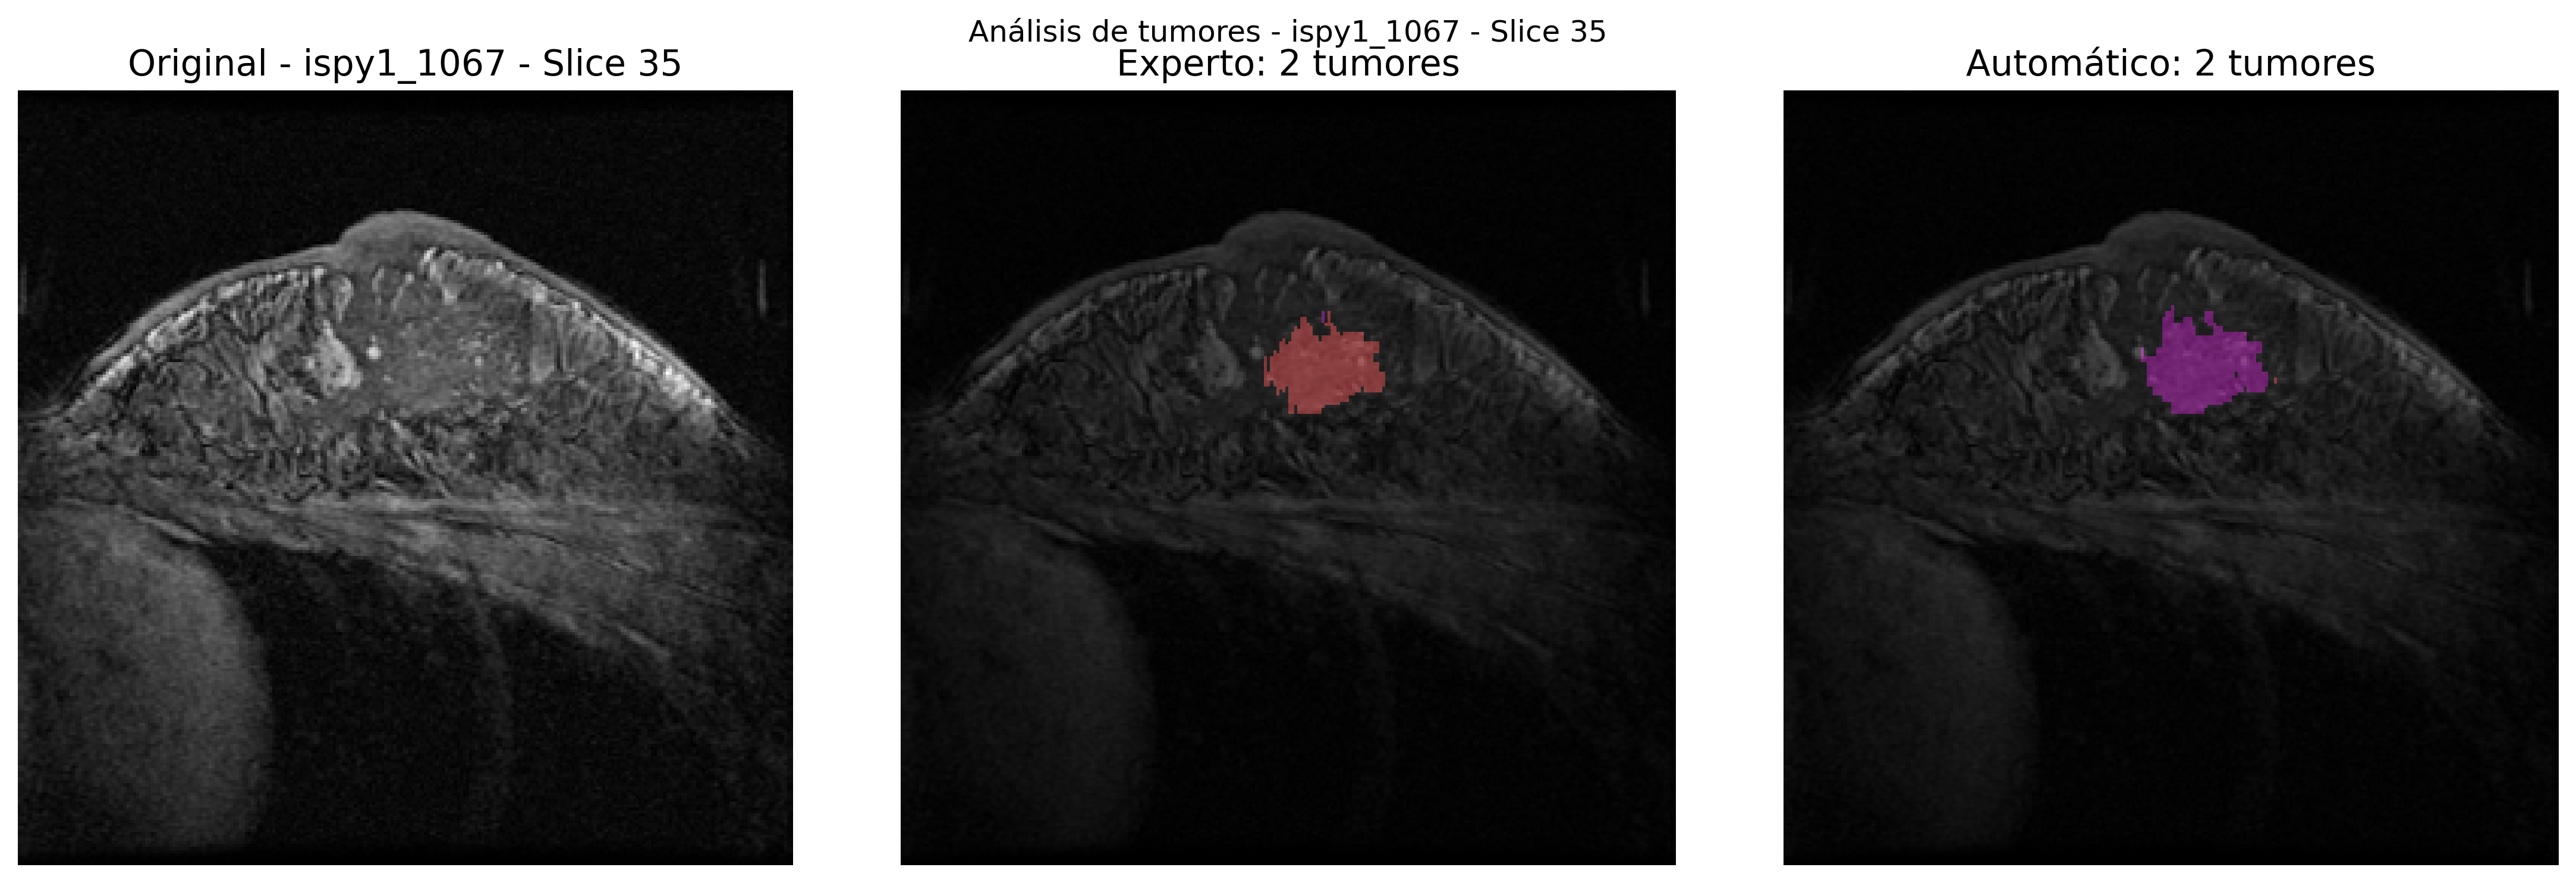 Análisis de tumores - ispy1_1067 - Slice 35
Original - ispy1_1067 - Slice 35
Experto: 2 tumores
Automático: 2 tumores